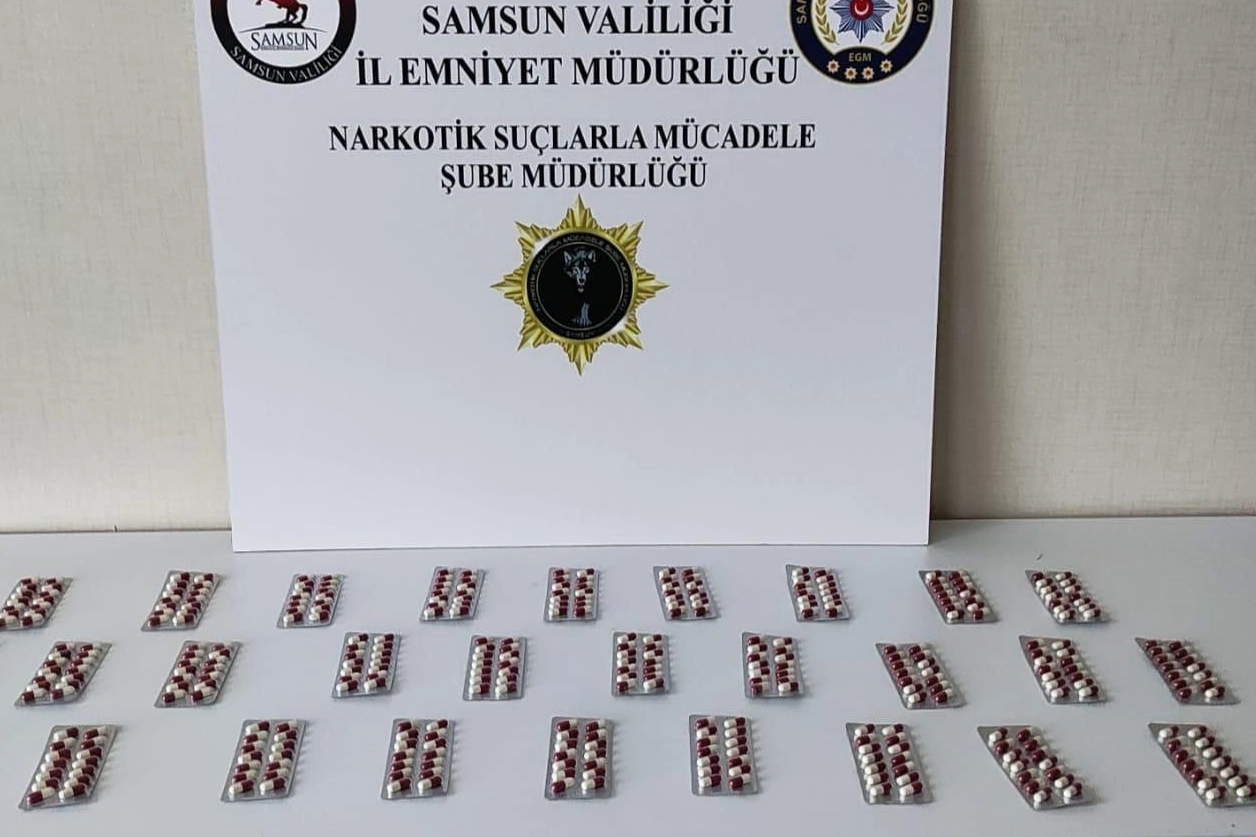 SAMSUN
SAMSUN VALİLİĞİ
SAMSUN VALİLİĞİ
İL EMNİYET MÜDÜRLÜĞÜ
EGM
NARKOTİK SUÇLARLA MÜCADELE
ŞUBE MÜDÜRLÜĞÜ